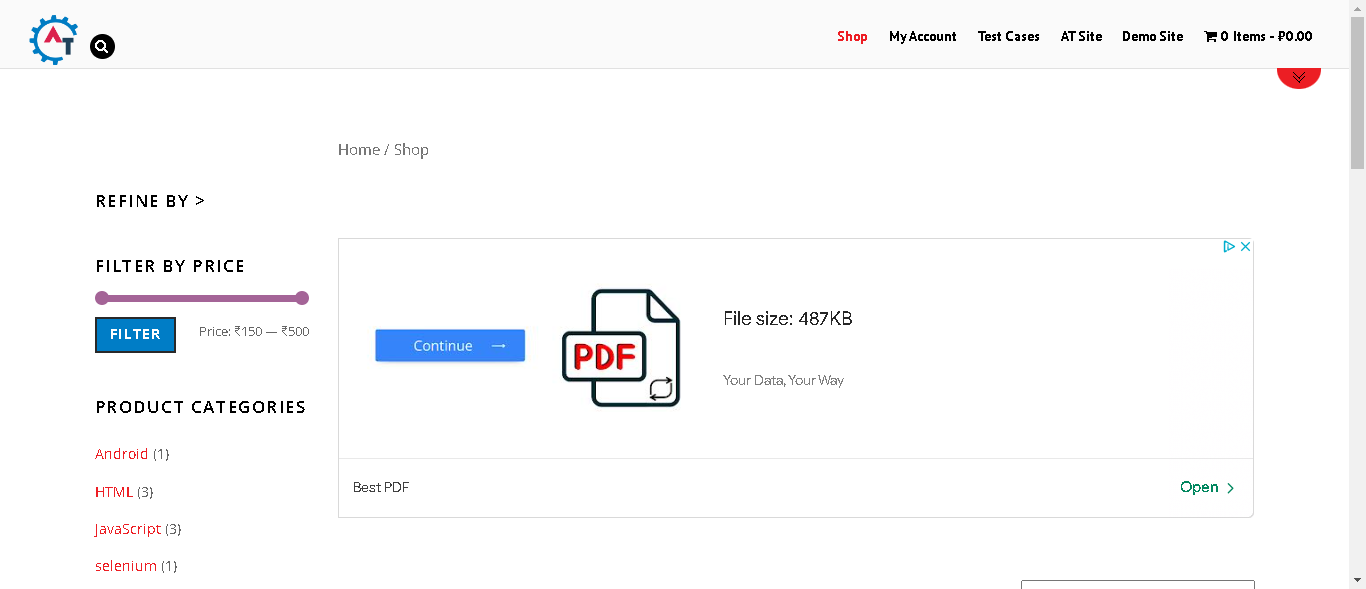 AT
Shop My Account Test Cases AT Site Demo Site 0 Items - ₽0.00
Home / Shop
REFINE BY >
FILTER BY PRICE
FILTER Price: ₹150 — ₹500
PRODUCT CATEGORIES
Android (1)
HTML (3)
JavaScript (3)
selenium (1)
Continue →
PDF
File size: 487KB
Your Data, Your Way
Best PDF
Open >